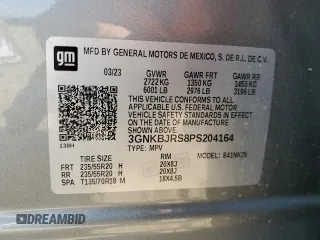 gm
MFD BY GENERAL MOTORS DE MEXICO, S. DE R.L. DE C.V.
03/23 GVWR GAWR FRT GAWR RR
2722 KG 1350 KG 1450 KG
6001 LB 2976 LB 3196 LB
THIS VEHICLE CONFORMS TO ALL APPLICABLE
U.S. FEDERAL MOTOR VEHICLE SAFETY,
THEFT PREVENTION STANDARDS IN EFFECT ON THE
DATE OF MANUFACTURE SHOWN ABOVE.
3GNKBJRS8PS204164
130H TYPE: MPV MODEL:
TIRE SIZE RIM
FRT 235/55R20 H 20X8J
RR 235/55R20 H 20X8J
SPA T135/70R18 M 18X4.5B
DREAMBID